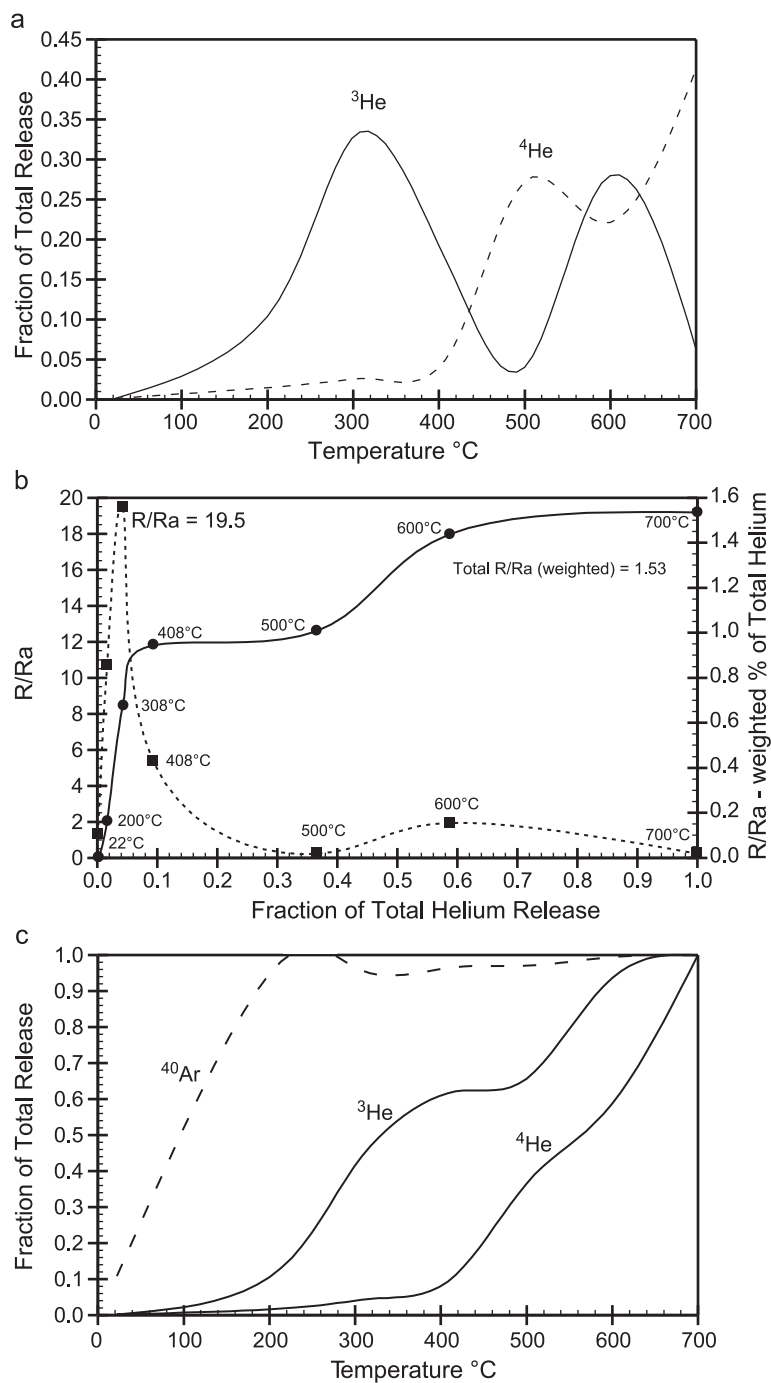 a
0.45
0.40
0.35
0.30
0.25
0.20
0.15
0.10
0.05
0.00
Fraction of Total Release
³He
⁴He
0 100 200 300 400 500 600 700
Temperature °C
b
20
18
16
14
12
10
8
6
4
2
0
R/Ra
R/Ra = 19.5
600°C
700°C
Total R/Ra (weighted) = 1.53
408°C
500°C
308°C
408°C
200°C
22°C
500°C
600°C
700°C
1.6
1.4
1.2
1.0
0.8
0.6
0.4
0.2
0.0
R/Ra - weighted % of Total Helium
0.0 0.1 0.2 0.3 0.4 0.5 0.6 0.7 0.8 0.9 1.0
Fraction of Total Helium Release
c
1.0
0.9
0.8
0.7
0.6
0.5
0.4
0.3
0.2
0.1
0.0
Fraction of Total Release
⁴⁰Ar
³He
⁴He
0 100 200 300 400 500 600 700
Temperature °C